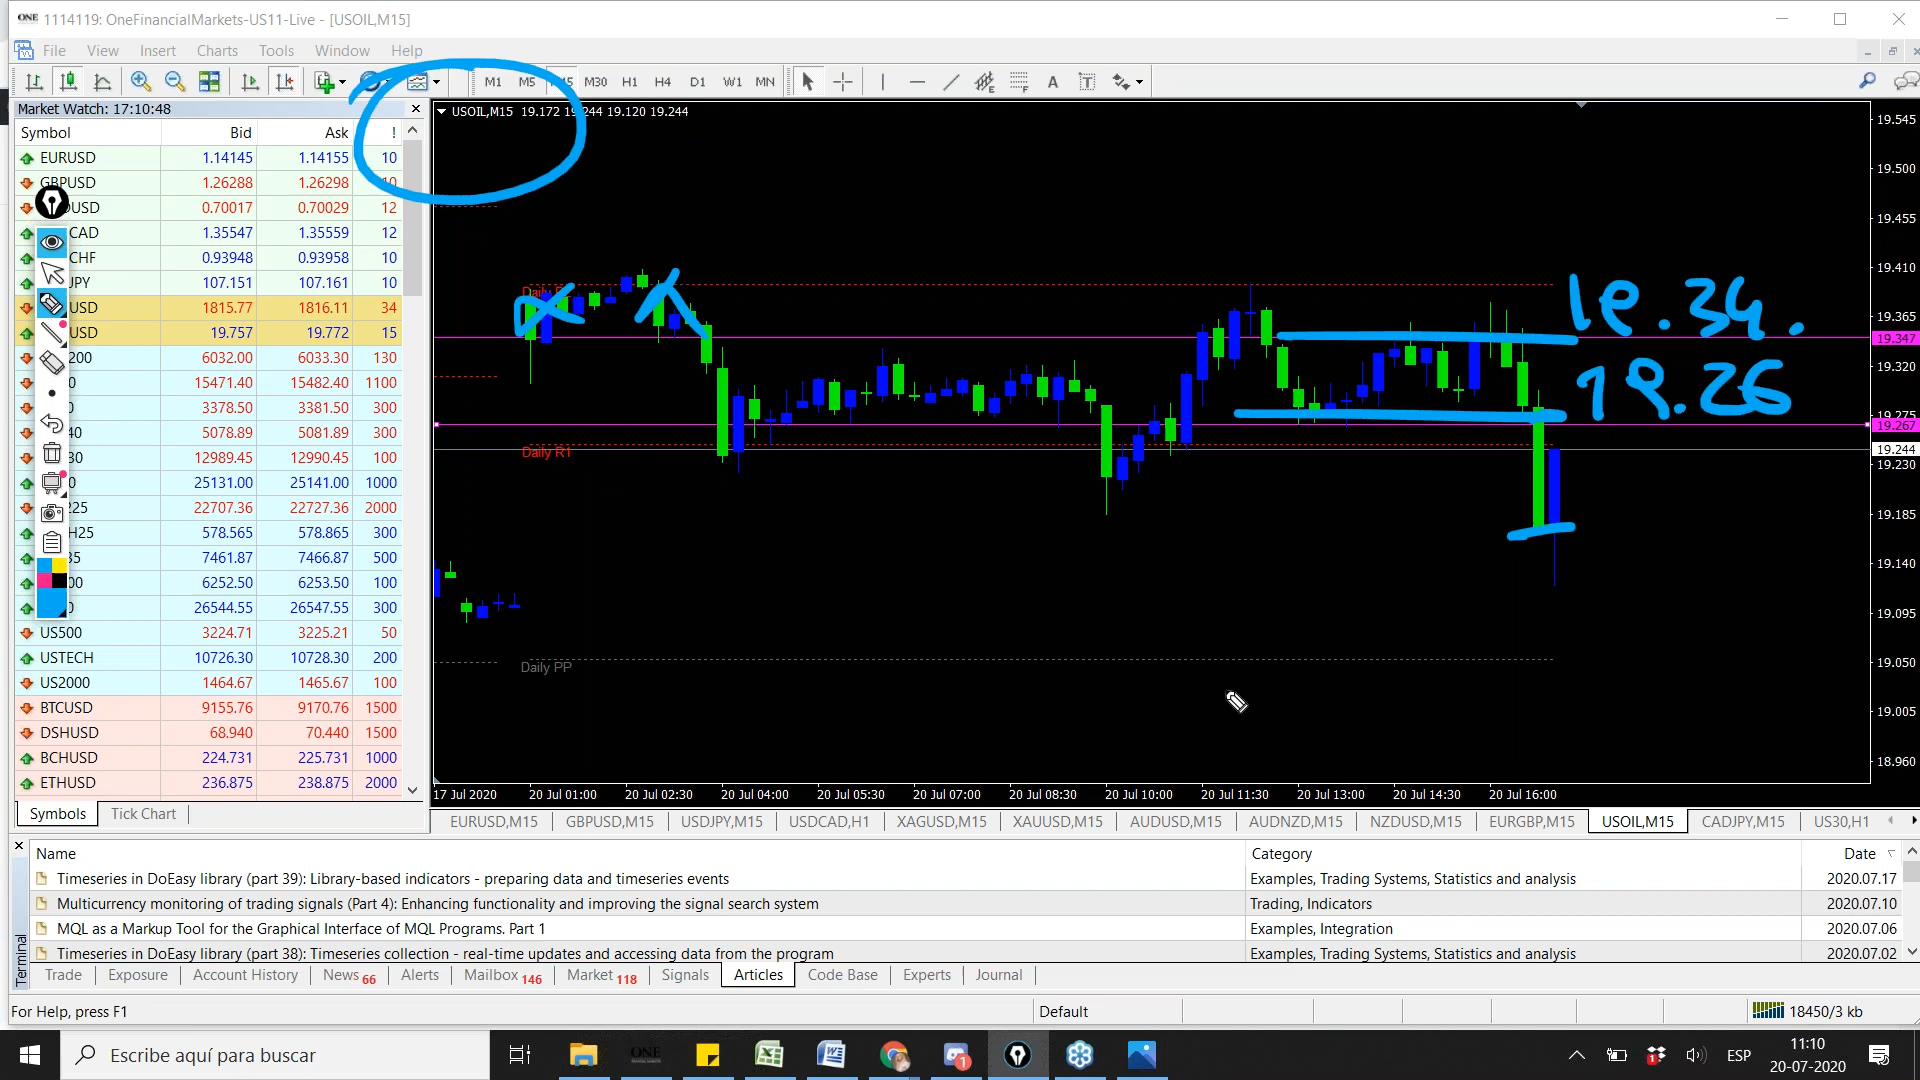 ONE 1114119: OneFinancialMarkets-US11-Live - [USOIL,M15]
File View Insert Charts Tools Window Help
M1 M5 15 M30 H1 H4 D1 W1 MN
Market Watch: 17:10:48
Symbol Bid Ask !
EURUSD 1.14145 1.14155 10
GBPUSD 1.26288 1.26298 10
USD 0.70017 0.70029 12
CAD 1.35547 1.35559 12
CHF 0.93948 0.93958 10
JPY 107.151 107.161 10
USD 1815.77 1816.11 34
USD 19.757 19.772 15
200 6032.00 6033.30 130
0 15471.40 15482.40 1100
0 3378.50 3381.50 300
40 5078.89 5081.89 300
30 12989.45 12990.45 100
0 25131.00 25141.00 1000
225 22707.36 22727.36 2000
H25 578.565 578.865 300
35 7461.87 7466.87 500
00 6252.50 6253.50 100
0 26544.55 26547.55 300
US500 3224.71 3225.21 50
USTECH 10726.30 10728.30 200
US2000 1464.67 1465.67 100
BTCUSD 9155.76 9170.76 1500
DSHUSD 68.940 70.440 1500
BCHUSD 224.731 225.731 1000
ETHUSD 236.875 238.875 2000
Symbols Tick Chart
USOIL,M15 19.172 19.244 19.120 19.244
Daily
Daily R1
Daily PP
19.34.
19.26
19.545
19.500
19.455
19.410
19.365
19.347
19.320
19.275
19.267
19.244
19.230
19.185
19.140
19.095
19.050
19.005
18.960
17 Jul 2020 20 Jul 01:00 20 Jul 02:30 20 Jul 04:00 20 Jul 05:30 20 Jul 07:00 20 Jul 08:30 20 Jul 10:00 20 Jul 11:30 20 Jul 13:00 20 Jul 14:30 20 Jul 16:00
EURUSD,M15 GBPUSD,M15 USDJPY,M15 USDCAD,H1 XAGUSD,M15 XAUUSD,M15 AUDUSD,M15 AUDNZD,M15 NZDUSD,M15 EURGBP,M15 USOIL,M15 CADJPY,M15 US30,H1
Name Category Date
Timeseries in DoEasy library (part 39): Library-based indicators - preparing data and timeseries events Examples, Trading Systems, Statistics and analysis 2020.07.17
Multicurrency monitoring of trading signals (Part 4): Enhancing functionality and improving the signal search system Trading, Indicators 2020.07.10
MQL as a Markup Tool for the Graphical Interface of MQL Programs. Part 1 Examples, Integration 2020.07.06
Timeseries in DoEasy library (part 38): Timeseries collection - real-time updates and accessing data from the program Examples, Trading Systems, Statistics and analysis 2020.07.02
Terminal
Trade Exposure Account History News 66 Alerts Mailbox 146 Market 118 Signals Articles Code Base Experts Journal
For Help, press F1 Default 18450/3 kb
Escribe aquí para buscar
ONE
1
1
ESP
11:10
20-07-2020